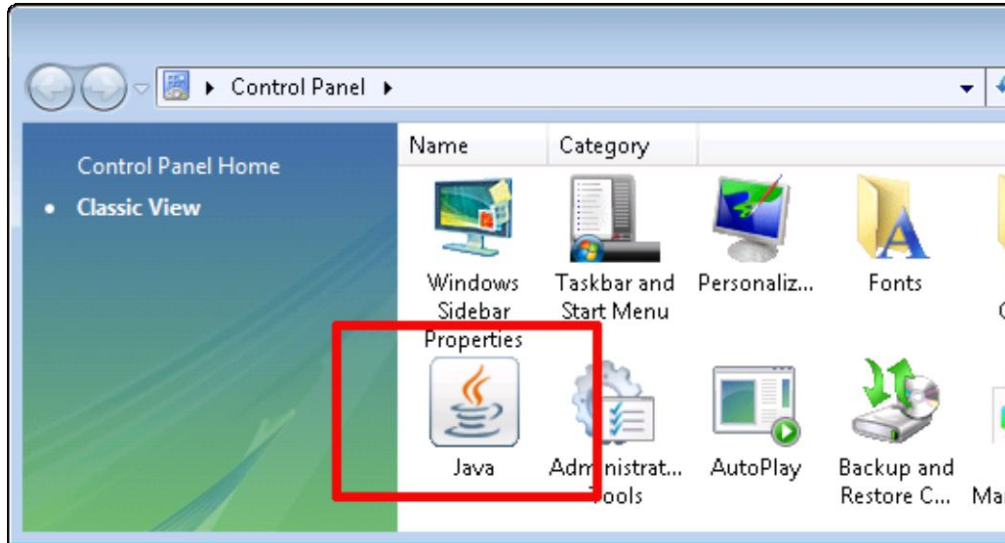 Control Panel
Control Panel Home
Classic View
Name Category
Windows Sidebar Properties
Taskbar and Start Menu
Personaliz...
Fonts
Java
Administrat... Tools
AutoPlay
Backup and Restore C...